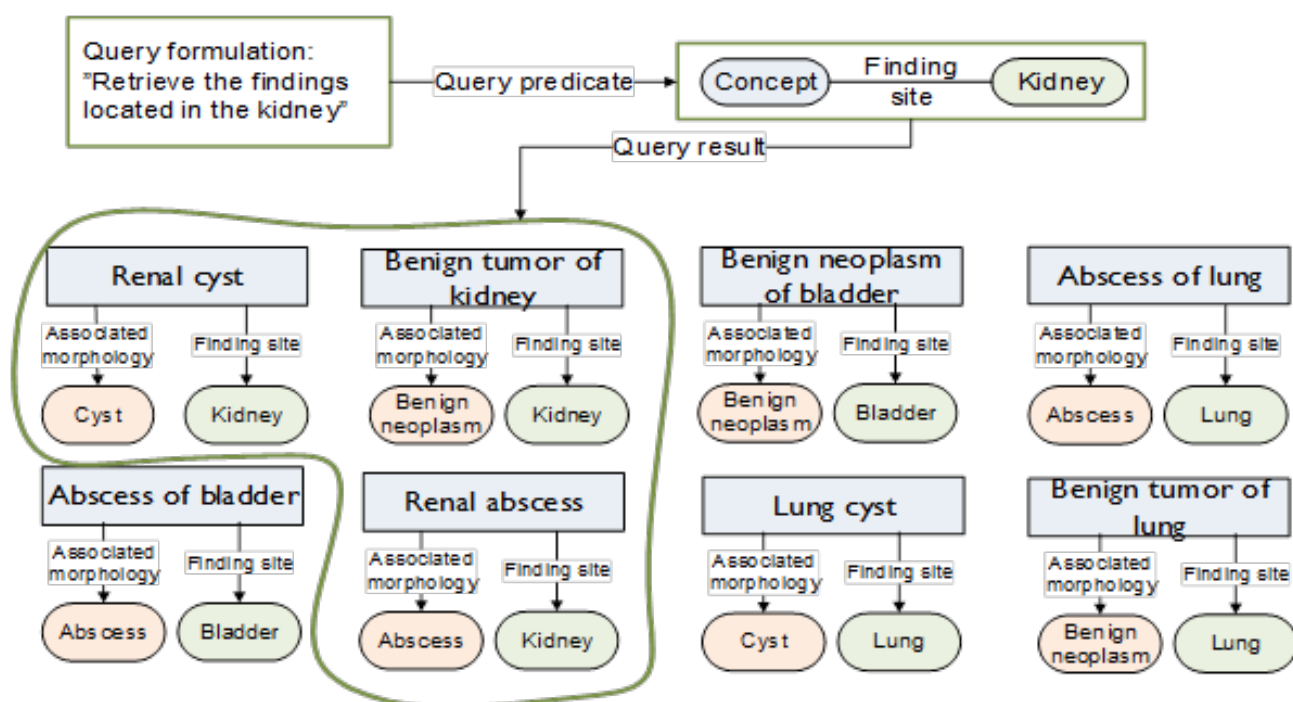 Query formulation:
”Retrieve the findings
located in the kidney”
Query predicate
Concept
Finding
site
Kidney
Query result
Renal cyst
Associated
morphology
Finding site
Cyst
Kidney
Benign tumor of
kidney
Associated
morphology
Finding site
Benign
neoplasm
Kidney
Benign neoplasm
of bladder
Associated
morphology
Finding site
Benign
neoplasm
Bladder
Abscess of lung
Associated
morphology
Finding site
Abscess
Lung
Abscess of bladder
Associated
morphology
Finding site
Abscess
Bladder
Renal abscess
Associated
morphology
Finding site
Abscess
Kidney
Lung cyst
Associated
morphology
Finding site
Cyst
Lung
Benign tumor of
lung
Associated
morphology
Finding site
Benign
neoplasm
Lung